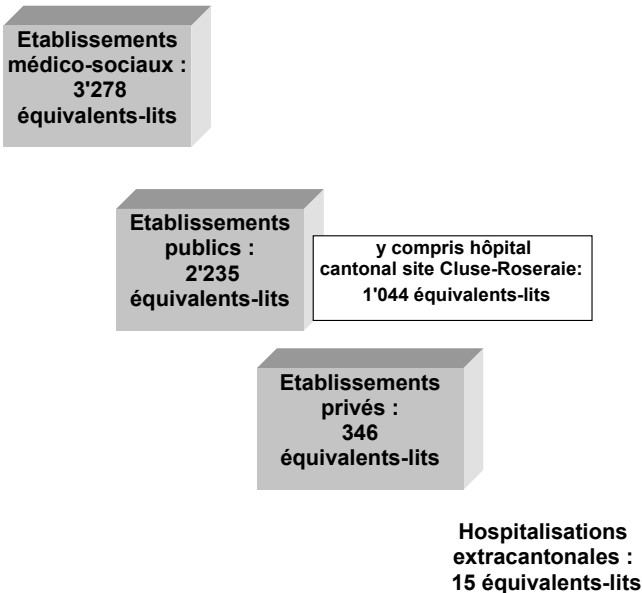 Etablissements
médico-sociaux :
3'278
équivalents-lits
Etablissements
publics :
2'235
équivalents-lits
y compris hôpital
cantonal site Cluse-Roseraie:
1'044 équivalents-lits
Etablissements
privés :
346
équivalents-lits
Hospitalisations
extracantonales :
15 équivalents-lits